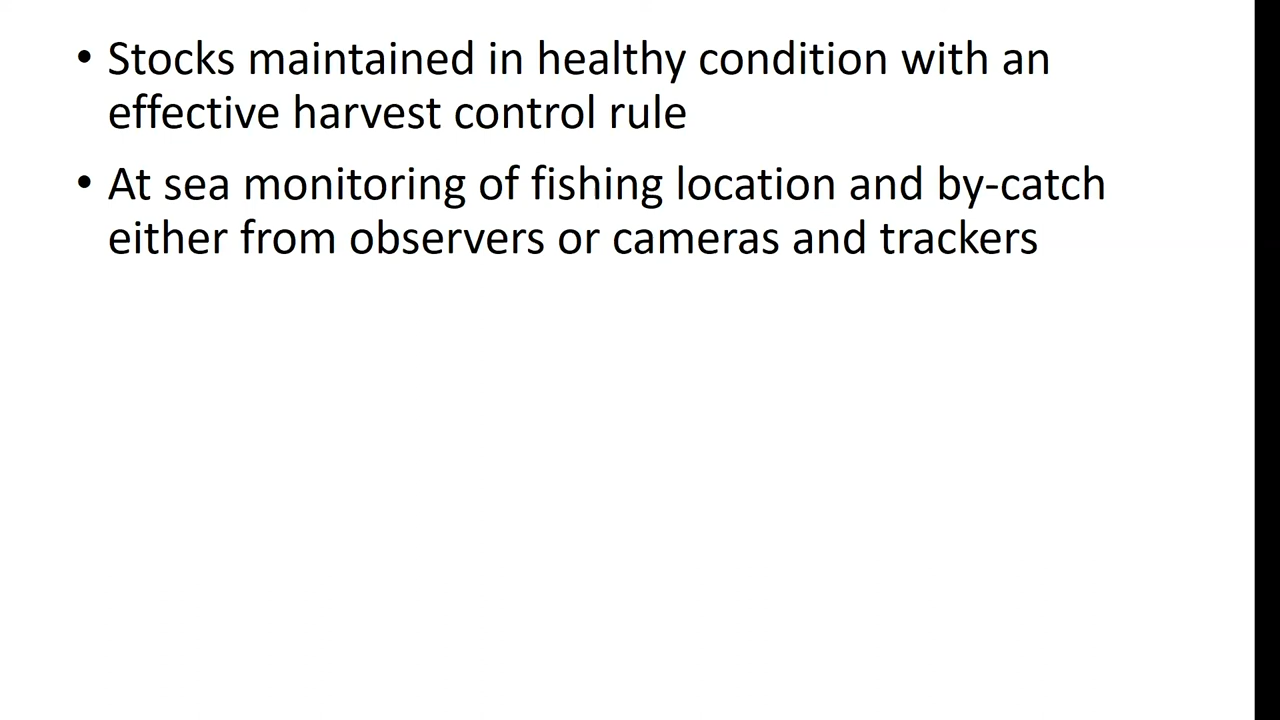 • Stocks maintained in healthy condition with an
effective harvest control rule
• At sea monitoring of fishing location and by-catch
either from observers or cameras and trackers